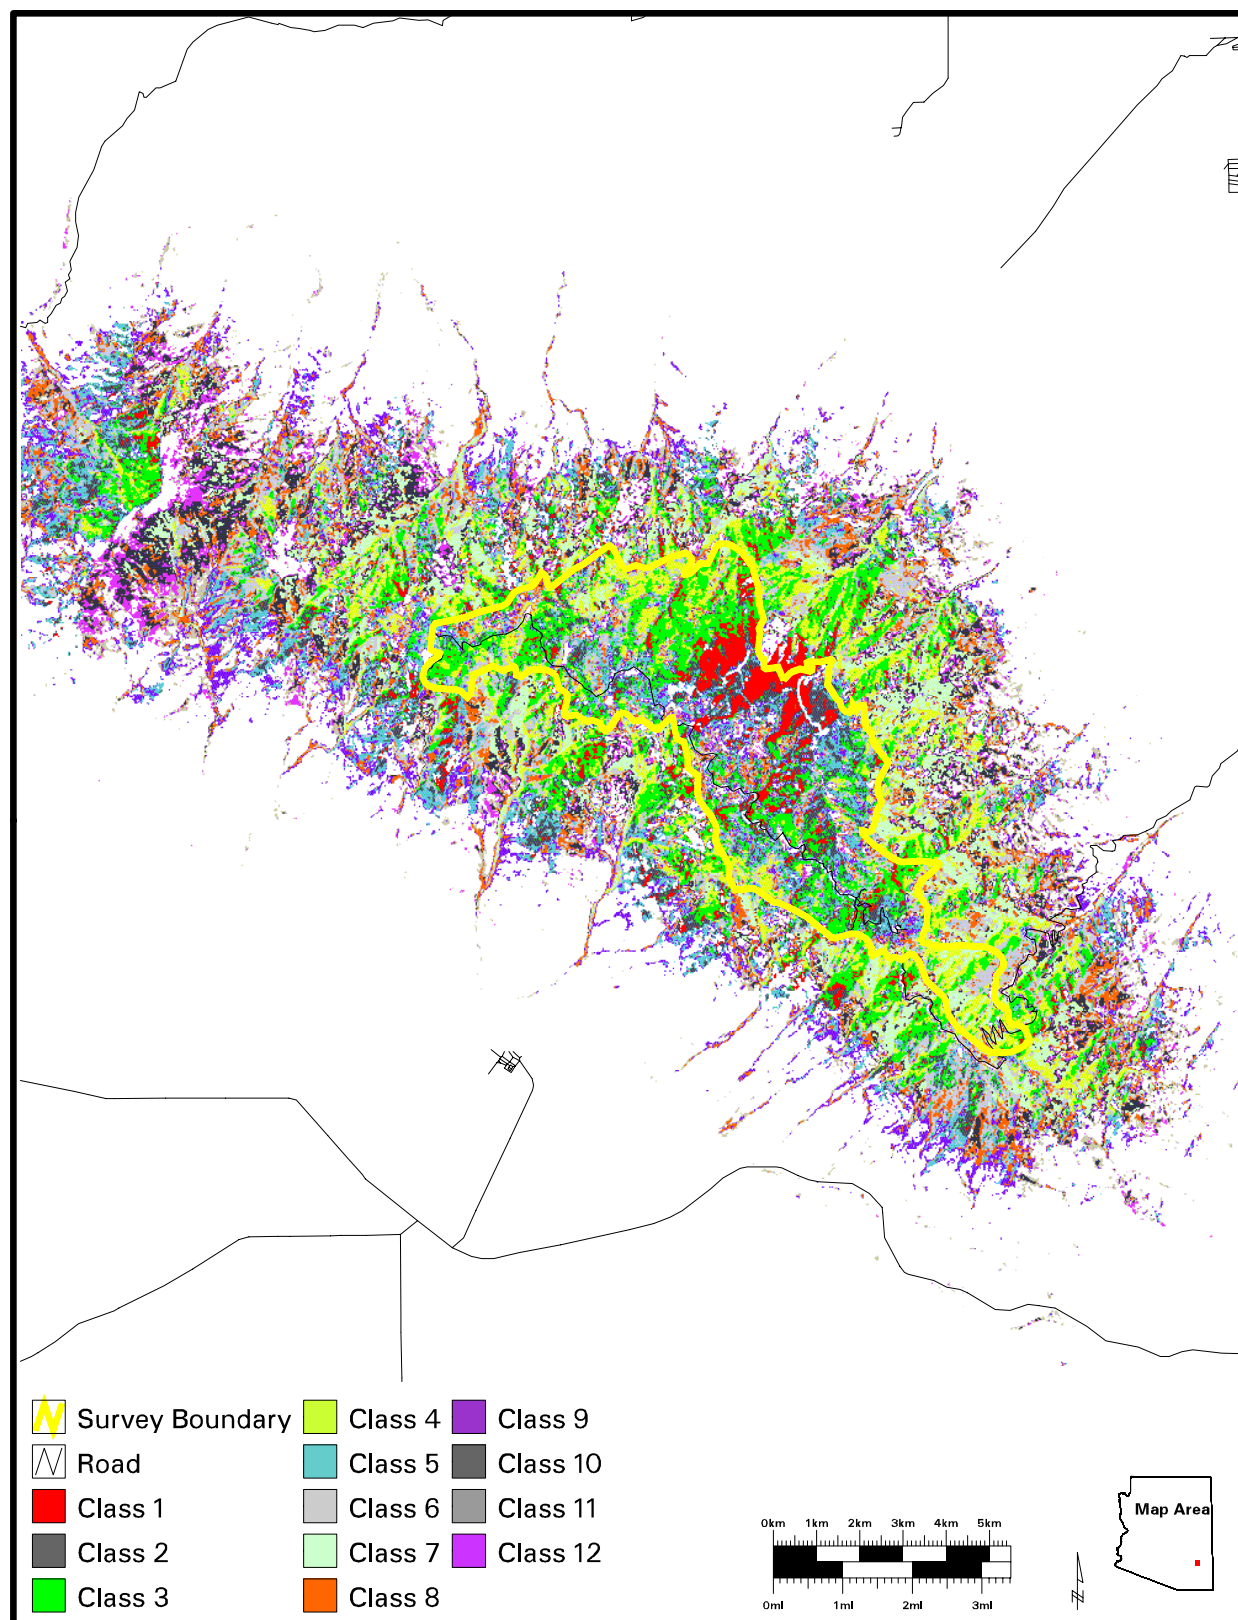 Survey Boundary
Road
Class 1
Class 2
Class 3
Class 4
Class 5
Class 6
Class 7
Class 8
Class 9
Class 10
Class 11
Class 12
0km 1km 2km 3km 4km 5km
0mi 1mi 2mi 3mi
N
Map Area